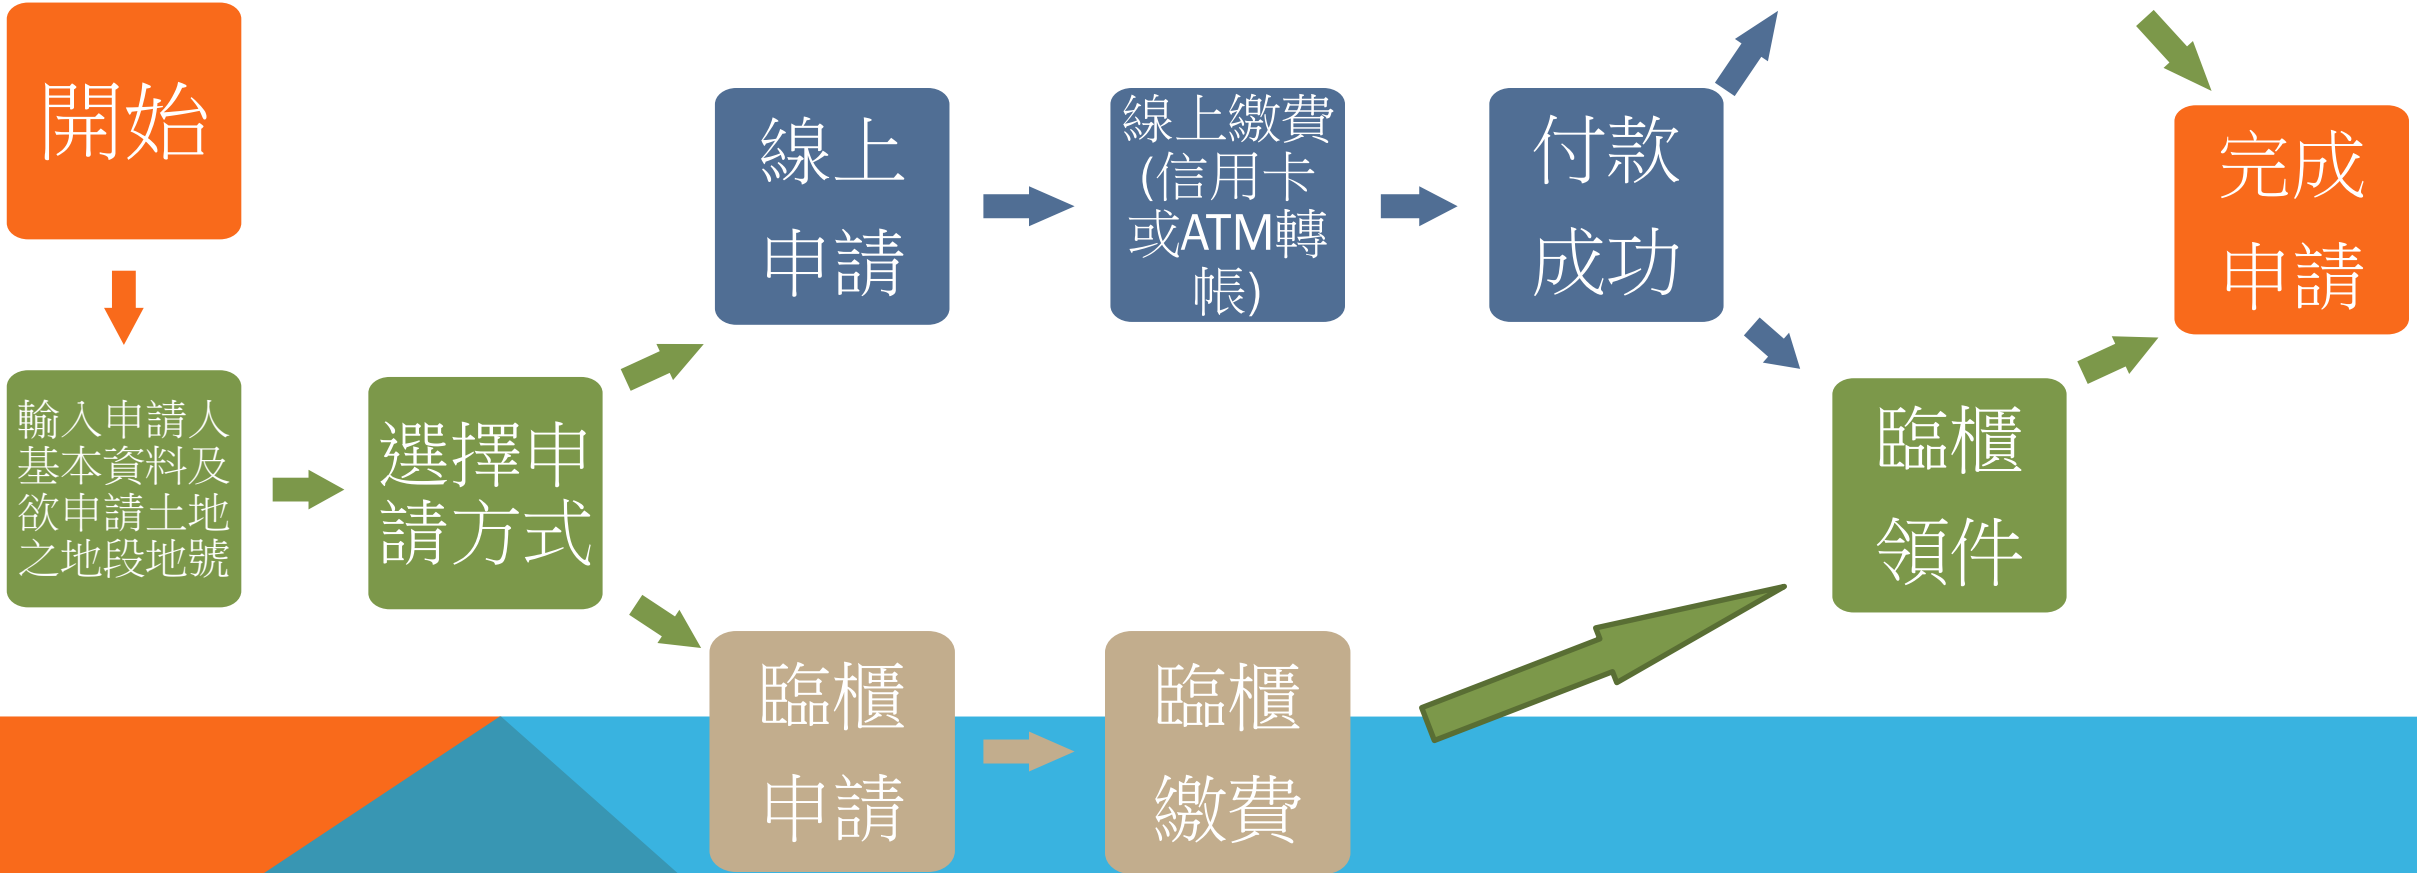 開始
輸入申請人
基本資料及
欲申請土地
之地段地號
選擇申
請方式
線上
申請
線上繳費
(信用卡
或ATM轉
帳)
付款
成功
臨櫃
申請
臨櫃
繳費
臨櫃
領件
完成
申請